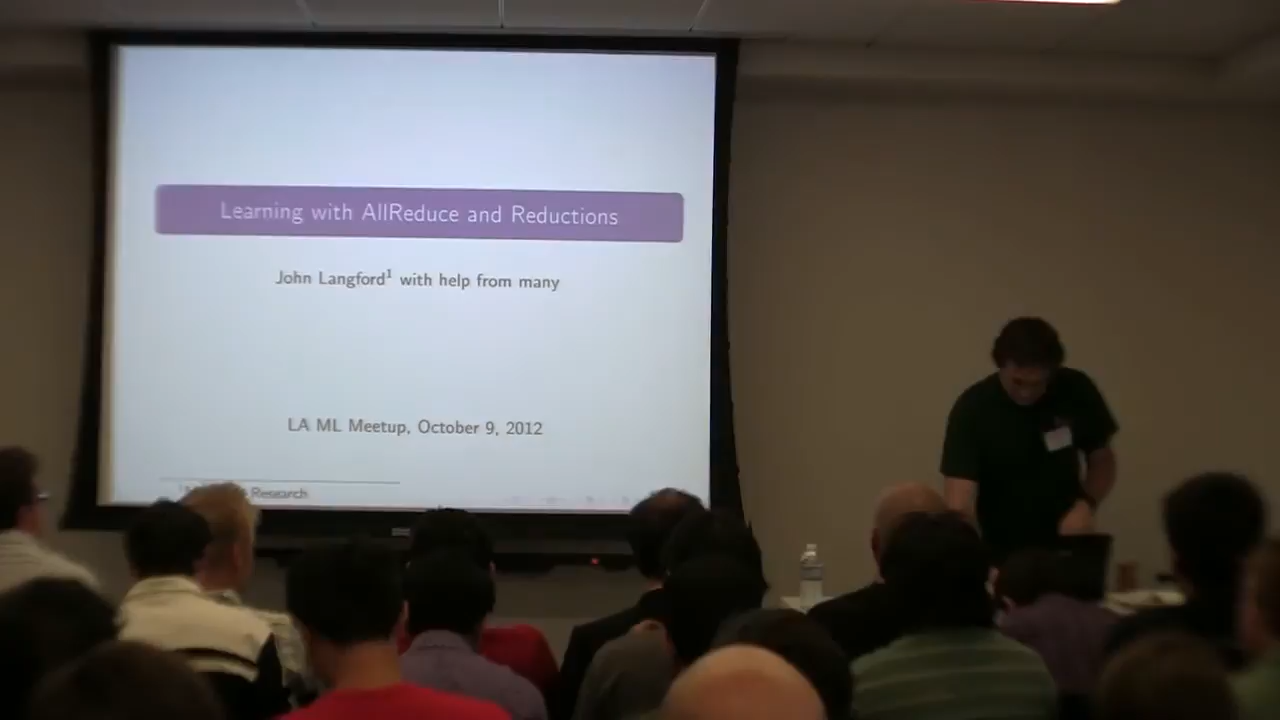 Learning with AllReduce and Reductions
John Langford¹ with help from many
LA ML Meetup, October 9, 2012
Research